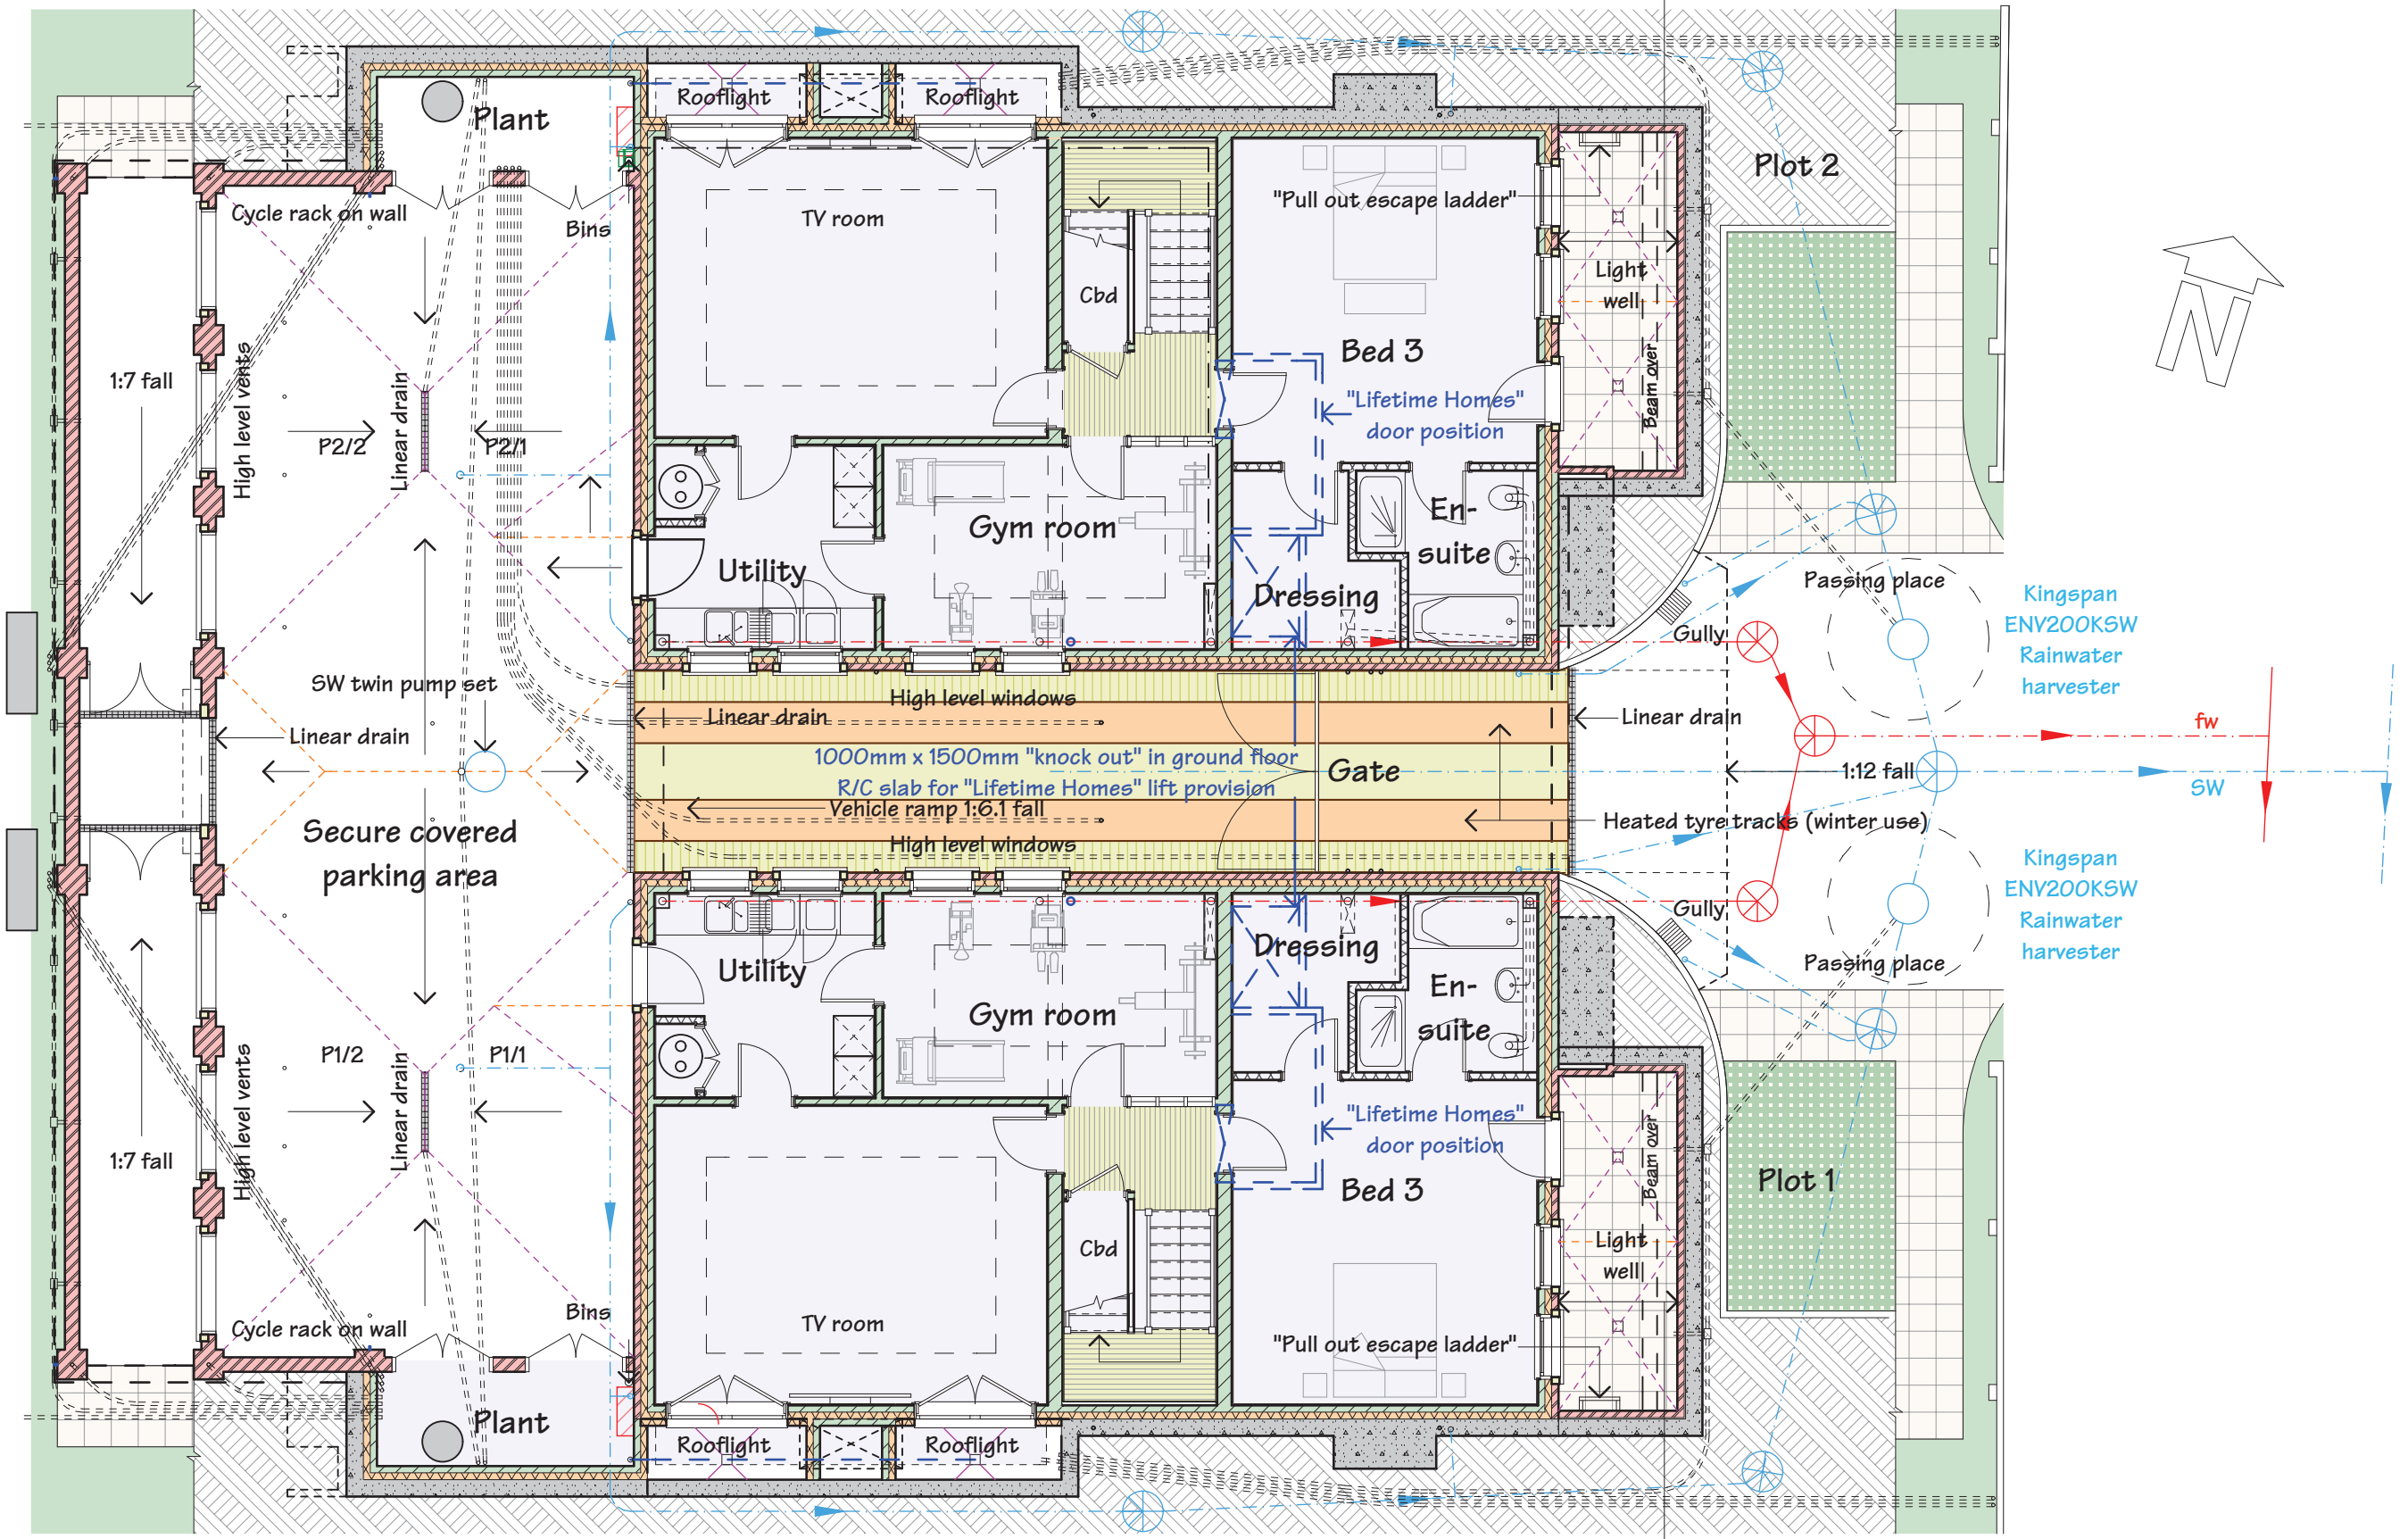 Plant
Rooflight
Rooflight
Plot 2
Cycle rack on wall
Bins
TV room
"Pull out escape ladder"
Cbd
Light
well
N
1:7 fall
High level vents
Linear drain
P2/2
P2/1
Bed 3
Beam over
"Lifetime Homes"
door position
Utility
Gym room
En-
suite
Dressing
Passing place
Gully
Kingspan
ENV200KSW
Rainwater
harvester
SW twin pump set
High level windows
Linear drain
Linear drain
Linear drain
fw
1000mm x 1500mm "knock out" in ground floor
R/C slab for "Lifetime Homes" lift provision
Gate
1:12 fall
SW
Vehicle ramp 1:6.1 fall
Heated tyre tracks (winter use)
High level windows
Secure covered
parking area
Kingspan
ENV200KSW
Rainwater
harvester
Gully
Passing place
Utility
Gym room
Dressing
En-
suite
P1/2
P1/1
High level vents
Linear drain
1:7 fall
"Lifetime Homes"
door position
Bed 3
Beam over
Plot 1
Cbd
Light
well
Bins
Cycle rack on wall
TV room
"Pull out escape ladder"
Plant
Rooflight
Rooflight